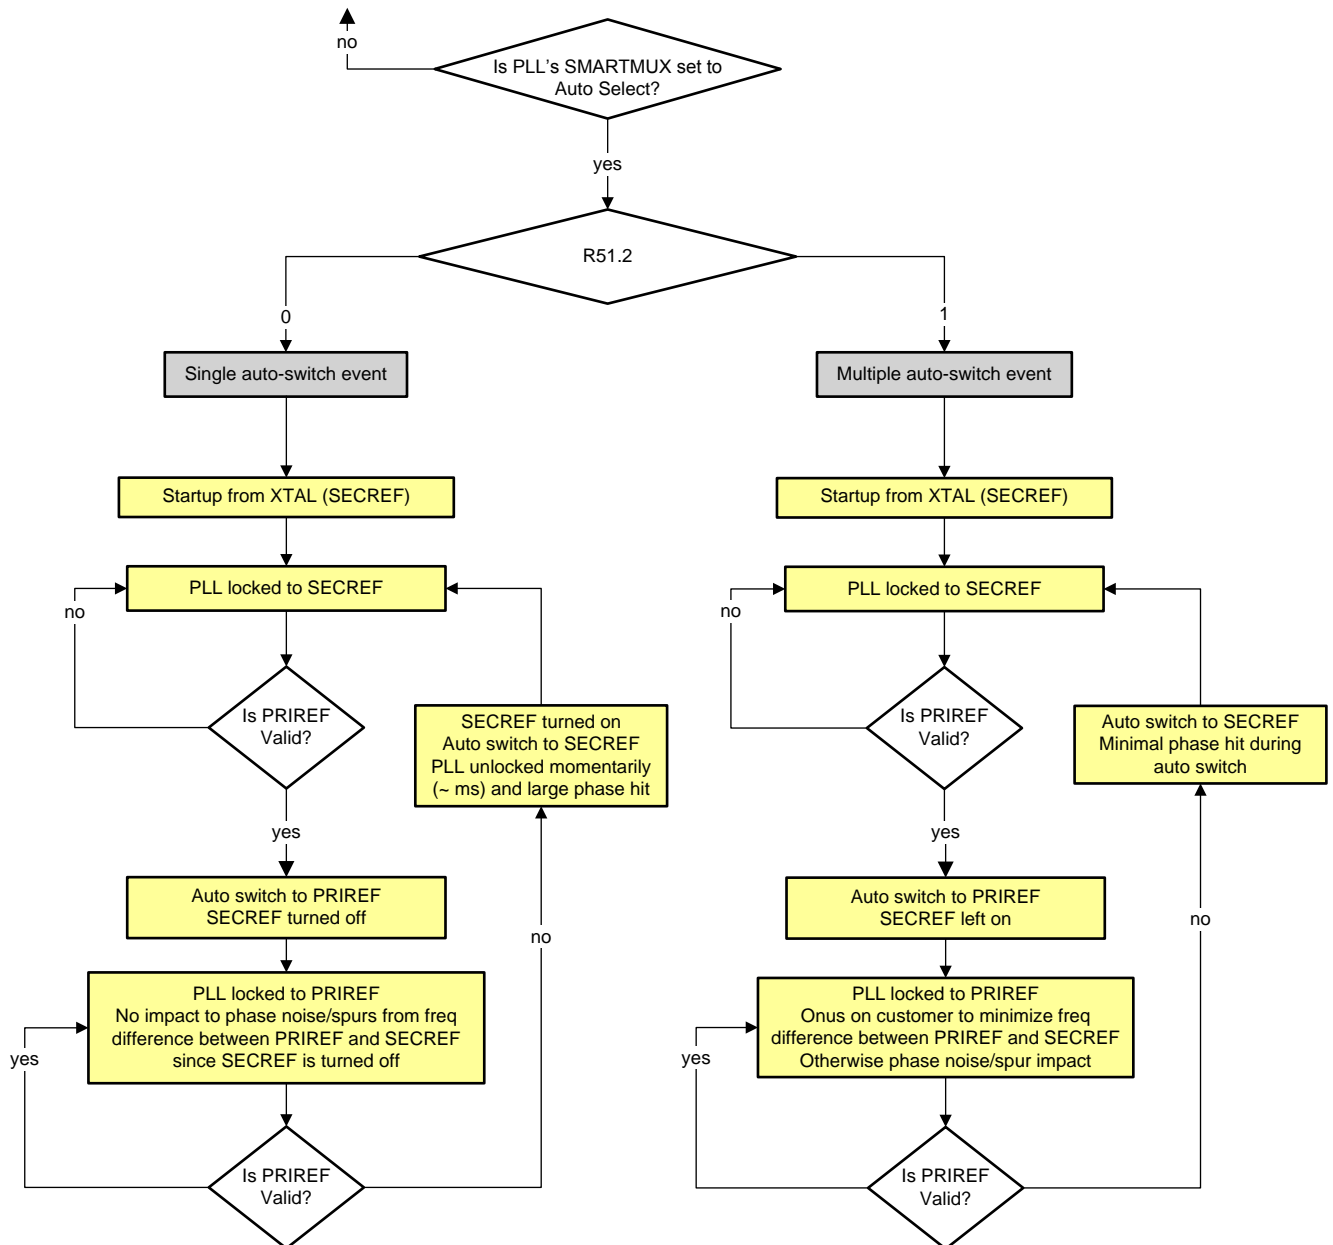 no
Is PLL's SMARTMUX set to
Auto Select?
yes
R51.2
0
1
Single auto-switch event
Multiple auto-switch event
Startup from XTAL (SECREF)
Startup from XTAL (SECREF)
PLL locked to SECREF
PLL locked to SECREF
no
no
Is PRIREF
Valid?
SECREF turned on
Auto switch to SECREF
PLL unlocked momentarily
(~ ms) and large phase hit
Is PRIREF
Valid?
Auto switch to SECREF
Minimal phase hit during
auto switch
yes
yes
Auto switch to PRIREF
SECREF turned off
Auto switch to PRIREF
SECREF left on
no
no
PLL locked to PRIREF
No impact to phase noise/spurs from freq
difference between PRIREF and SECREF
since SECREF is turned off
PLL locked to PRIREF
Onus on customer to minimize freq
difference between PRIREF and SECREF
Otherwise phase noise/spur impact
yes
yes
Is PRIREF
Valid?
Is PRIREF
Valid?